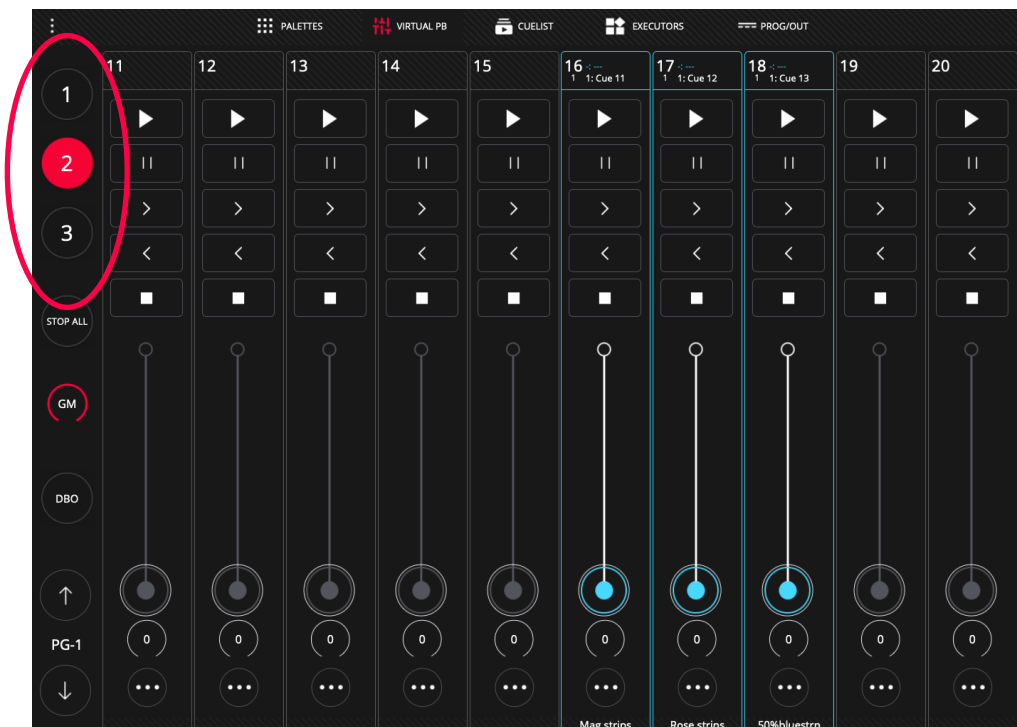 PALETTES VIRTUAL PB CUELIST EXECUTORS PROG/OUT
11 12 13 14 15 16 -: --- 17 -: --- 18 -: --- 19 20
1 1: Cue 11 1 1: Cue 12 1 1: Cue 13
1
2
3
STOP ALL
GM
DBO
PG-1
0 0 0 0 0 0 0 0 0 0
Mag strips Rose strips 50%bluestrp